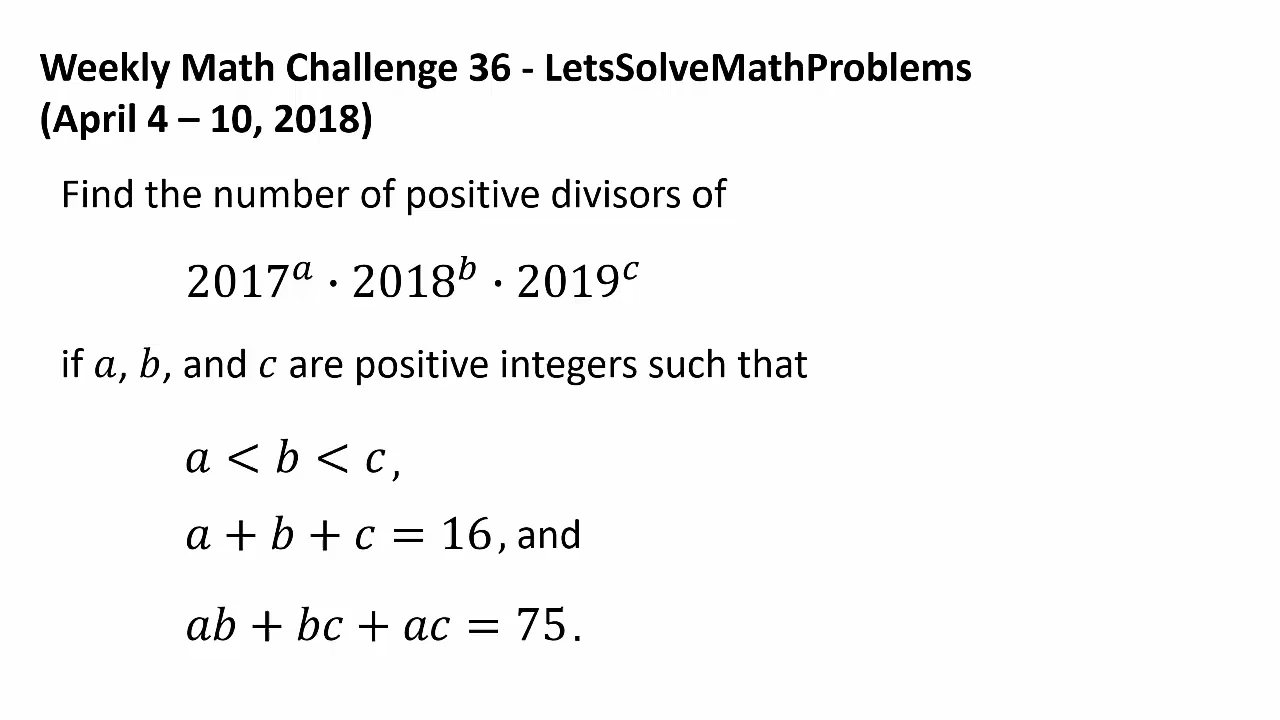 Weekly Math Challenge 36 - LetsSolveMathProblems
(April 4 – 10, 2018)
Find the number of positive divisors of
2017^a · 2018^b · 2019^c
if a, b, and c are positive integers such that
a < b < c,
a + b + c = 16, and
ab + bc + ac = 75.